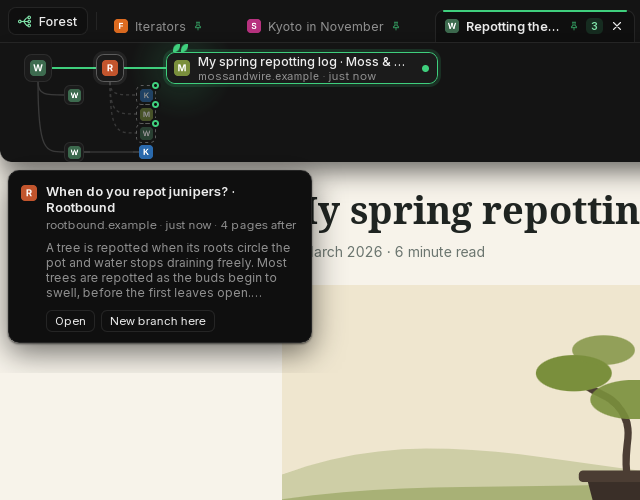 Forest
F Iterators
S Kyoto in November
W Repotting the… 3
W R M My spring repotting log · Moss & …
mossandwire.example · just now
W K
M
W
W K
R When do you repot junipers? ·
Rootbound
rootbound.example · just now · 4 pages after
A tree is repotted when its roots circle the
pot and water stops draining freely. Most
trees are repotted as the buds begin to
swell, before the first leaves open.…
Open New branch here
My spring repottin
March 2026 · 6 minute read